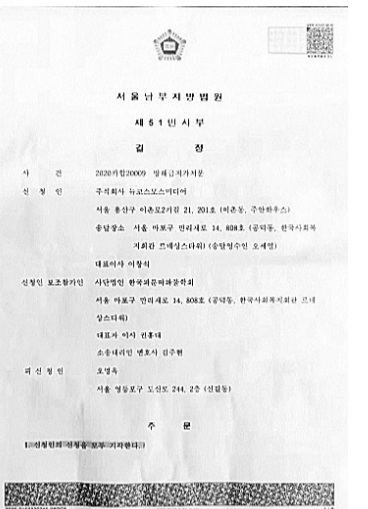 서울남부지방법원
제51민사부
결 정
사 건 2020카합20009 방해금지가처분
신 청 인 주식회사 뉴코스모스미디어
서울 용산구 이촌로2가길 21, 201호 (이촌동, 주안하우스)
송달장소 서울 마포구 만리재로 14, 808호 (공덕동, 한국사회복
지회관 르네상스타워) (송달영수인 오세열)
대표이사 이창식
신청인 보조참가인 사단법인 한국
서울 마포구 만리재로 14, 808호 (공덕동, 한국사회복지회관 르네
상스타워)
대표자 이사
소송대리인 변호사 김주현
피 신 청 인 오명옥
서울 영등포구 도신로 244, 2층 (신길동)
주 문
1. 신청인의 신청을 모두 기각한다.